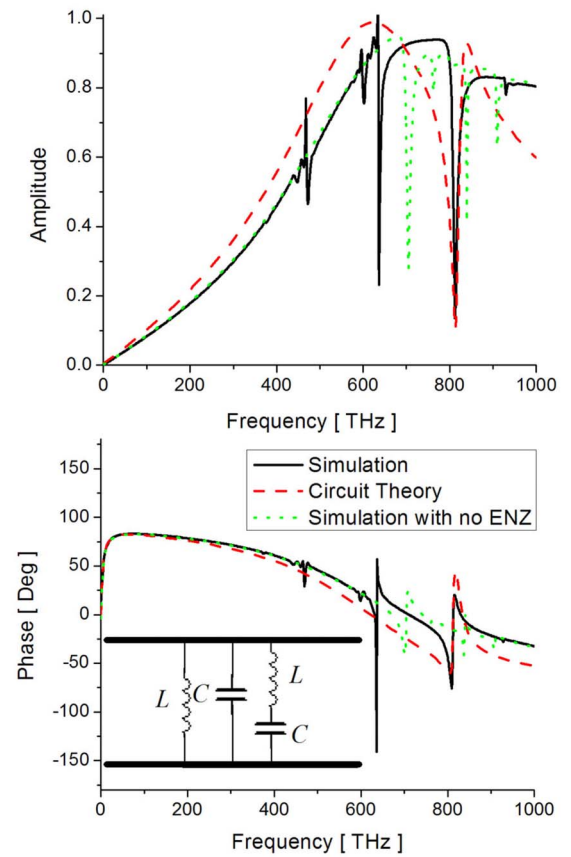 1.0
0.8
0.6
0.4
0.2
0.0
Amplitude
0 200 400 600 800 1000
Frequency [ THz ]
150
100
50
0
-50
-100
-150
Phase [ Deg ]
Simulation
Circuit Theory
Simulation with no ENZ
L C L
C
0 200 400 600 800 1000
Frequency [ THz ]